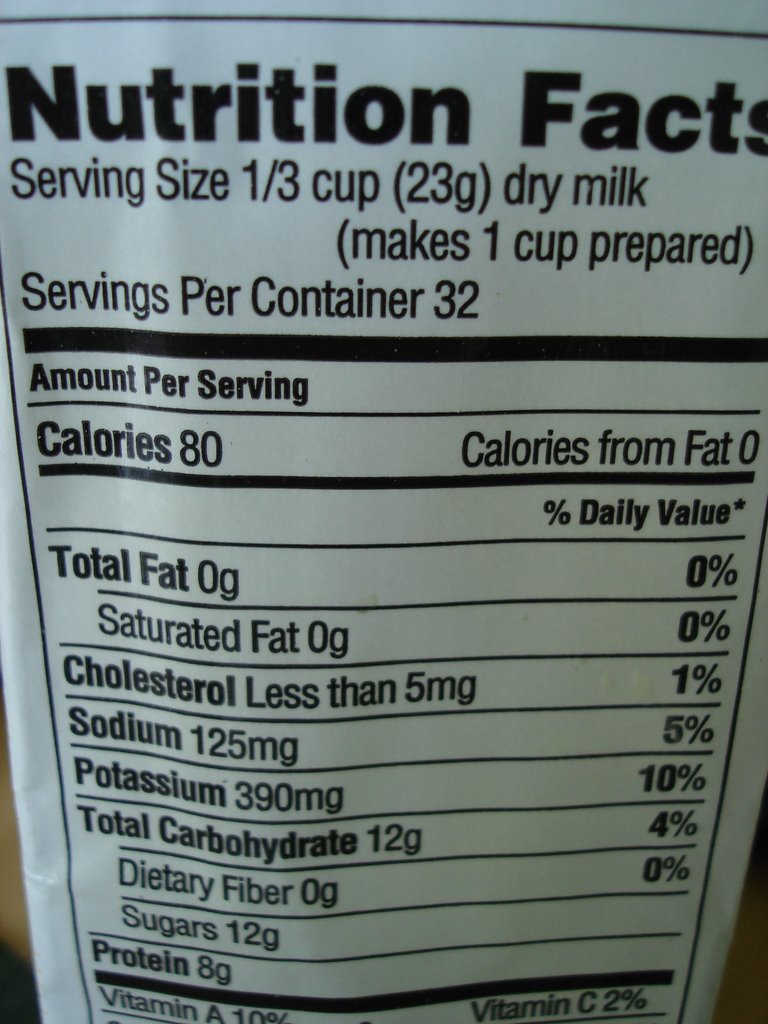 Nutrition Facts
Serving Size 1/3 cup (23g) dry milk
(makes 1 cup prepared)
Servings Per Container 32
Amount Per Serving
Calories 80 Calories from Fat 0
% Daily Value*
Total Fat 0g 0%
Saturated Fat 0g 0%
Cholesterol Less than 5mg 1%
Sodium 125mg 5%
Potassium 390mg 10%
Total Carbohydrate 12g 4%
Dietary Fiber 0g 0%
Sugars 12g
Protein 8g
Vitamin A 10% Vitamin C 2%